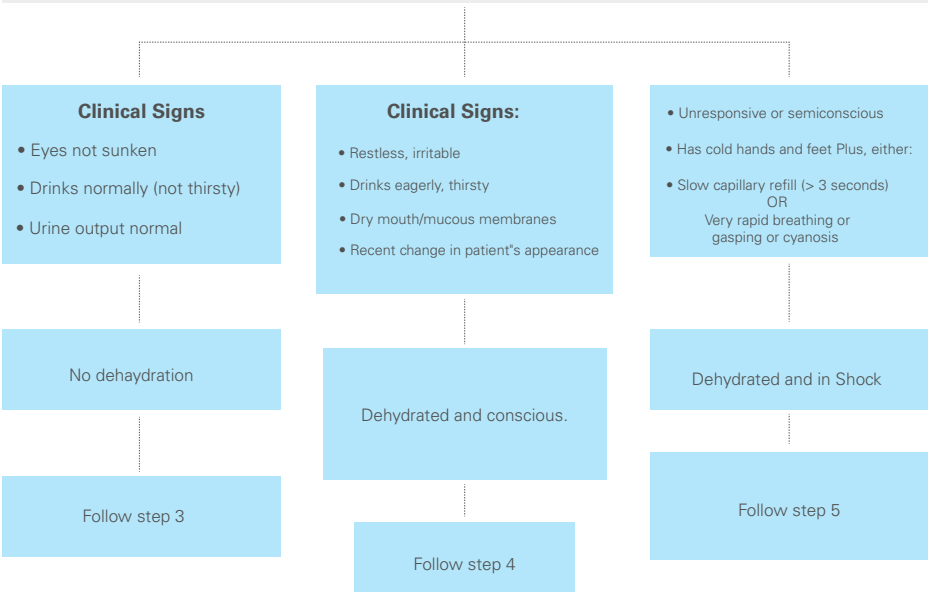 Clinical Signs
• Eyes not sunken
• Drinks normally (not thirsty)
• Urine output normal
No dehaydration
Follow step 3
Clinical Signs:
• Restless, irritable
• Drinks eagerly, thirsty
• Dry mouth/mucous membranes
• Recent change in patient"s appearance
Dehydrated and conscious.
Follow step 4
• Unresponsive or semiconscious
• Has cold hands and feet Plus, either:
• Slow capillary refill (> 3 seconds)
OR
Very rapid breathing or
gasping or cyanosis
Dehydrated and in Shock
Follow step 5